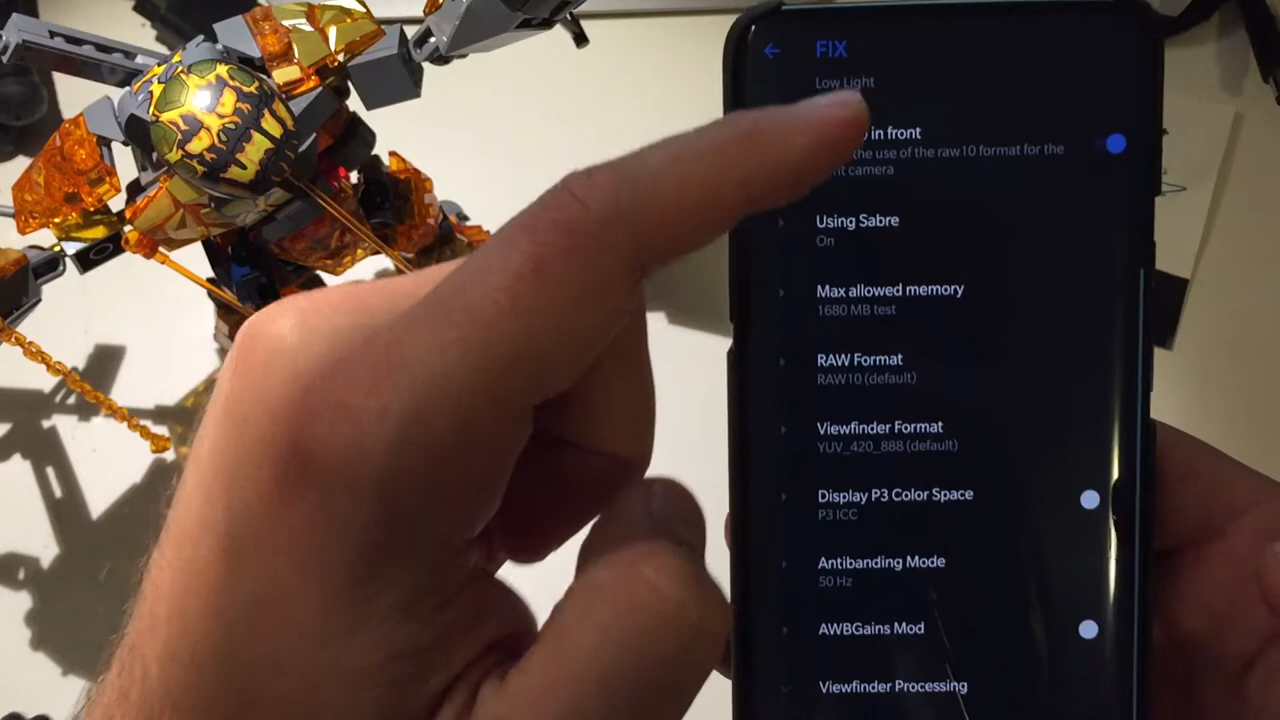 FIX
Low Light
in front
the use of the raw10 format for the
camera
Using Sabre
On
Max allowed memory
1680 MB test
RAW Format
RAW10 (default)
Viewfinder Format
YUV_420_888 (default)
Display P3 Color Space
P3 ICC
Antibanding Mode
50 Hz
AWBGains Mod
Viewfinder Processing